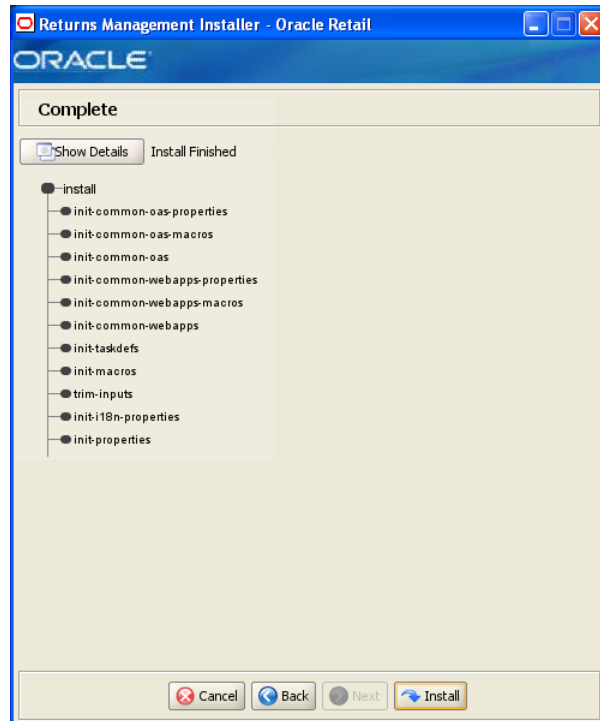 Returns Management Installer - Oracle Retail
ORACLE
Complete
Show Details Install Finished
install
init-common-oas-properties
init-common-oas-macros
init-common-oas
init-common-webapps-properties
init-common-webapps-macros
init-common-webapps
init-taskdefs
init-macros
trim-inputs
init-i18n-properties
init-properties
Cancel Back Next Install